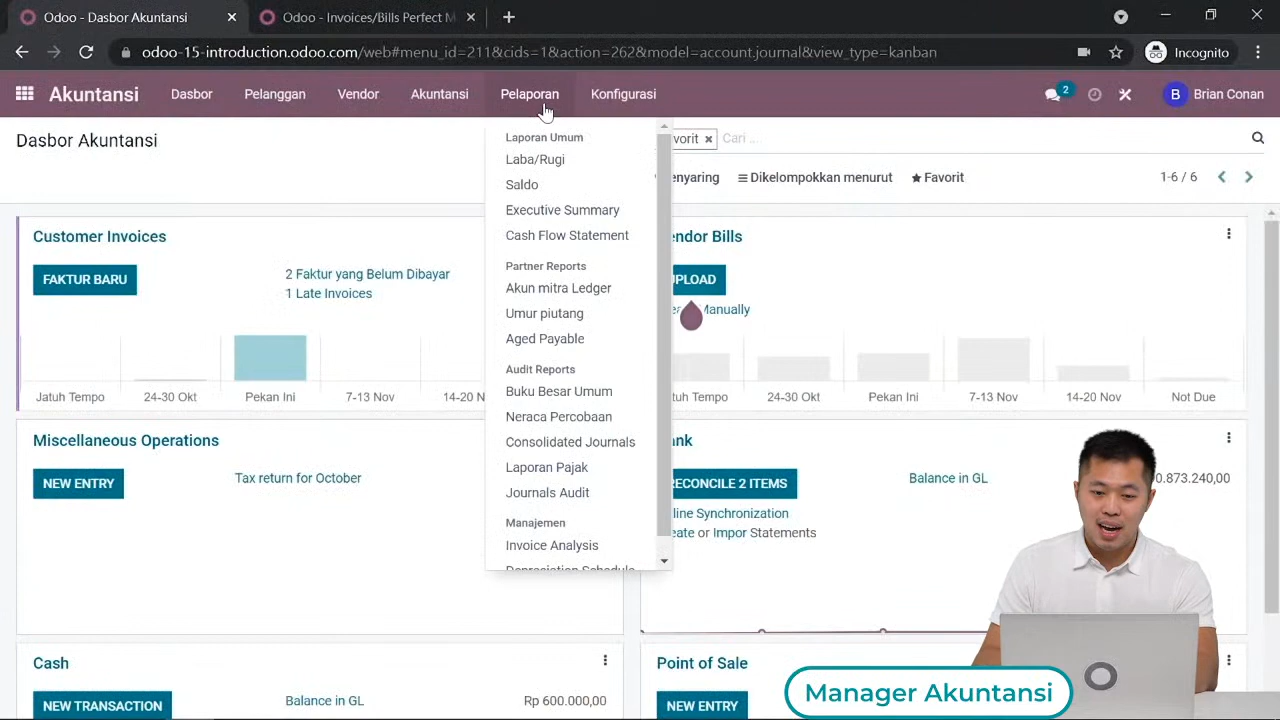 Odoo - Dasbor Akuntansi
Odoo - Invoices/Bills Perfect M
odoo-15-introduction.odoo.com/web#menu_id=211&cids=1&action=262&model=account.journal&view_type=kanban
Incognito
Akuntansi
Dasbor
Pelanggan
Vendor
Akuntansi
Pelaporan
Konfigurasi
2
B Brian Conan
Dasbor Akuntansi
vorit
Cari ...
enyaring
Dikelompokkan menurut
Favorit
1-6 / 6
Laporan Umum
Laba/Rugi
Saldo
Executive Summary
Cash Flow Statement
Partner Reports
Akun mitra Ledger
Umur piutang
Aged Payable
Audit Reports
Buku Besar Umum
Neraca Percobaan
Consolidated Journals
Laporan Pajak
Journals Audit
Manajemen
Invoice Analysis
Depreciation Schedule
Customer Invoices
FAKTUR BARU
2 Faktur yang Belum Dibayar
1 Late Invoices
Jatuh Tempo
24-30 Okt
Pekan Ini
7-13 Nov
14-20 N
endor Bills
UPLOAD
Manually
tuh Tempo
24-30 Okt
Pekan Ini
7-13 Nov
14-20 Nov
Not Due
Miscellaneous Operations
NEW ENTRY
Tax return for October
ank
RECONCILE 2 ITEMS
Balance in GL
0.873.240,00
line Synchronization
eate or Impor Statements
Cash
NEW TRANSACTION
Balance in GL
Rp 600.000,00
Point of Sale
NEW ENTRY
Manager Akuntansi